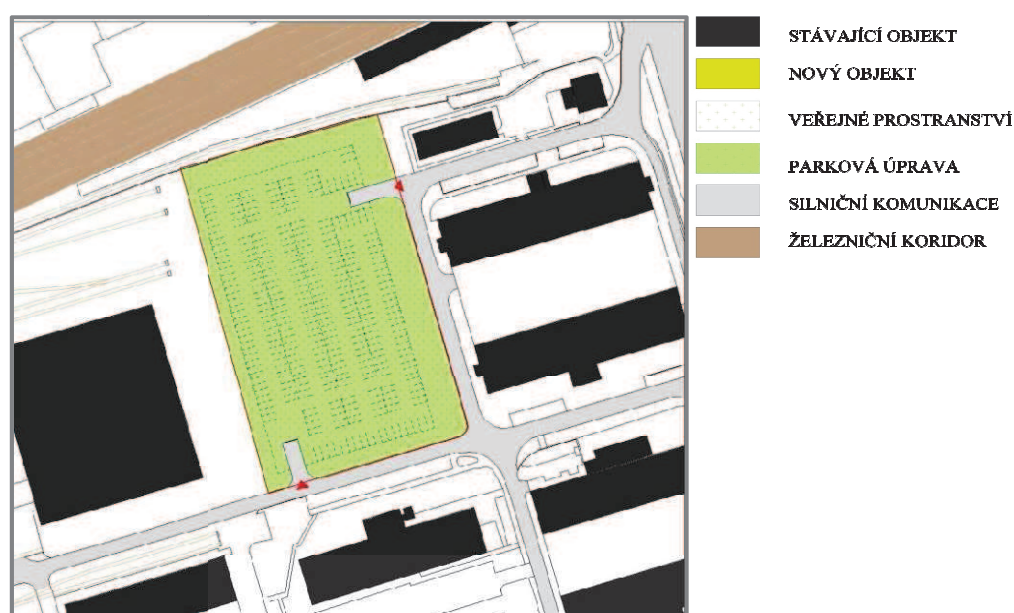 STÁVAJÍCÍ OBJEKT
NOVÝ OBJEKT
VEŘEJNÉ PROSTRANSTVÍ
PARKOVÁ ÚPRAVA
SILNIČNÍ KOMUNIKACE
ŽELEZNIČNÍ KORIDOR